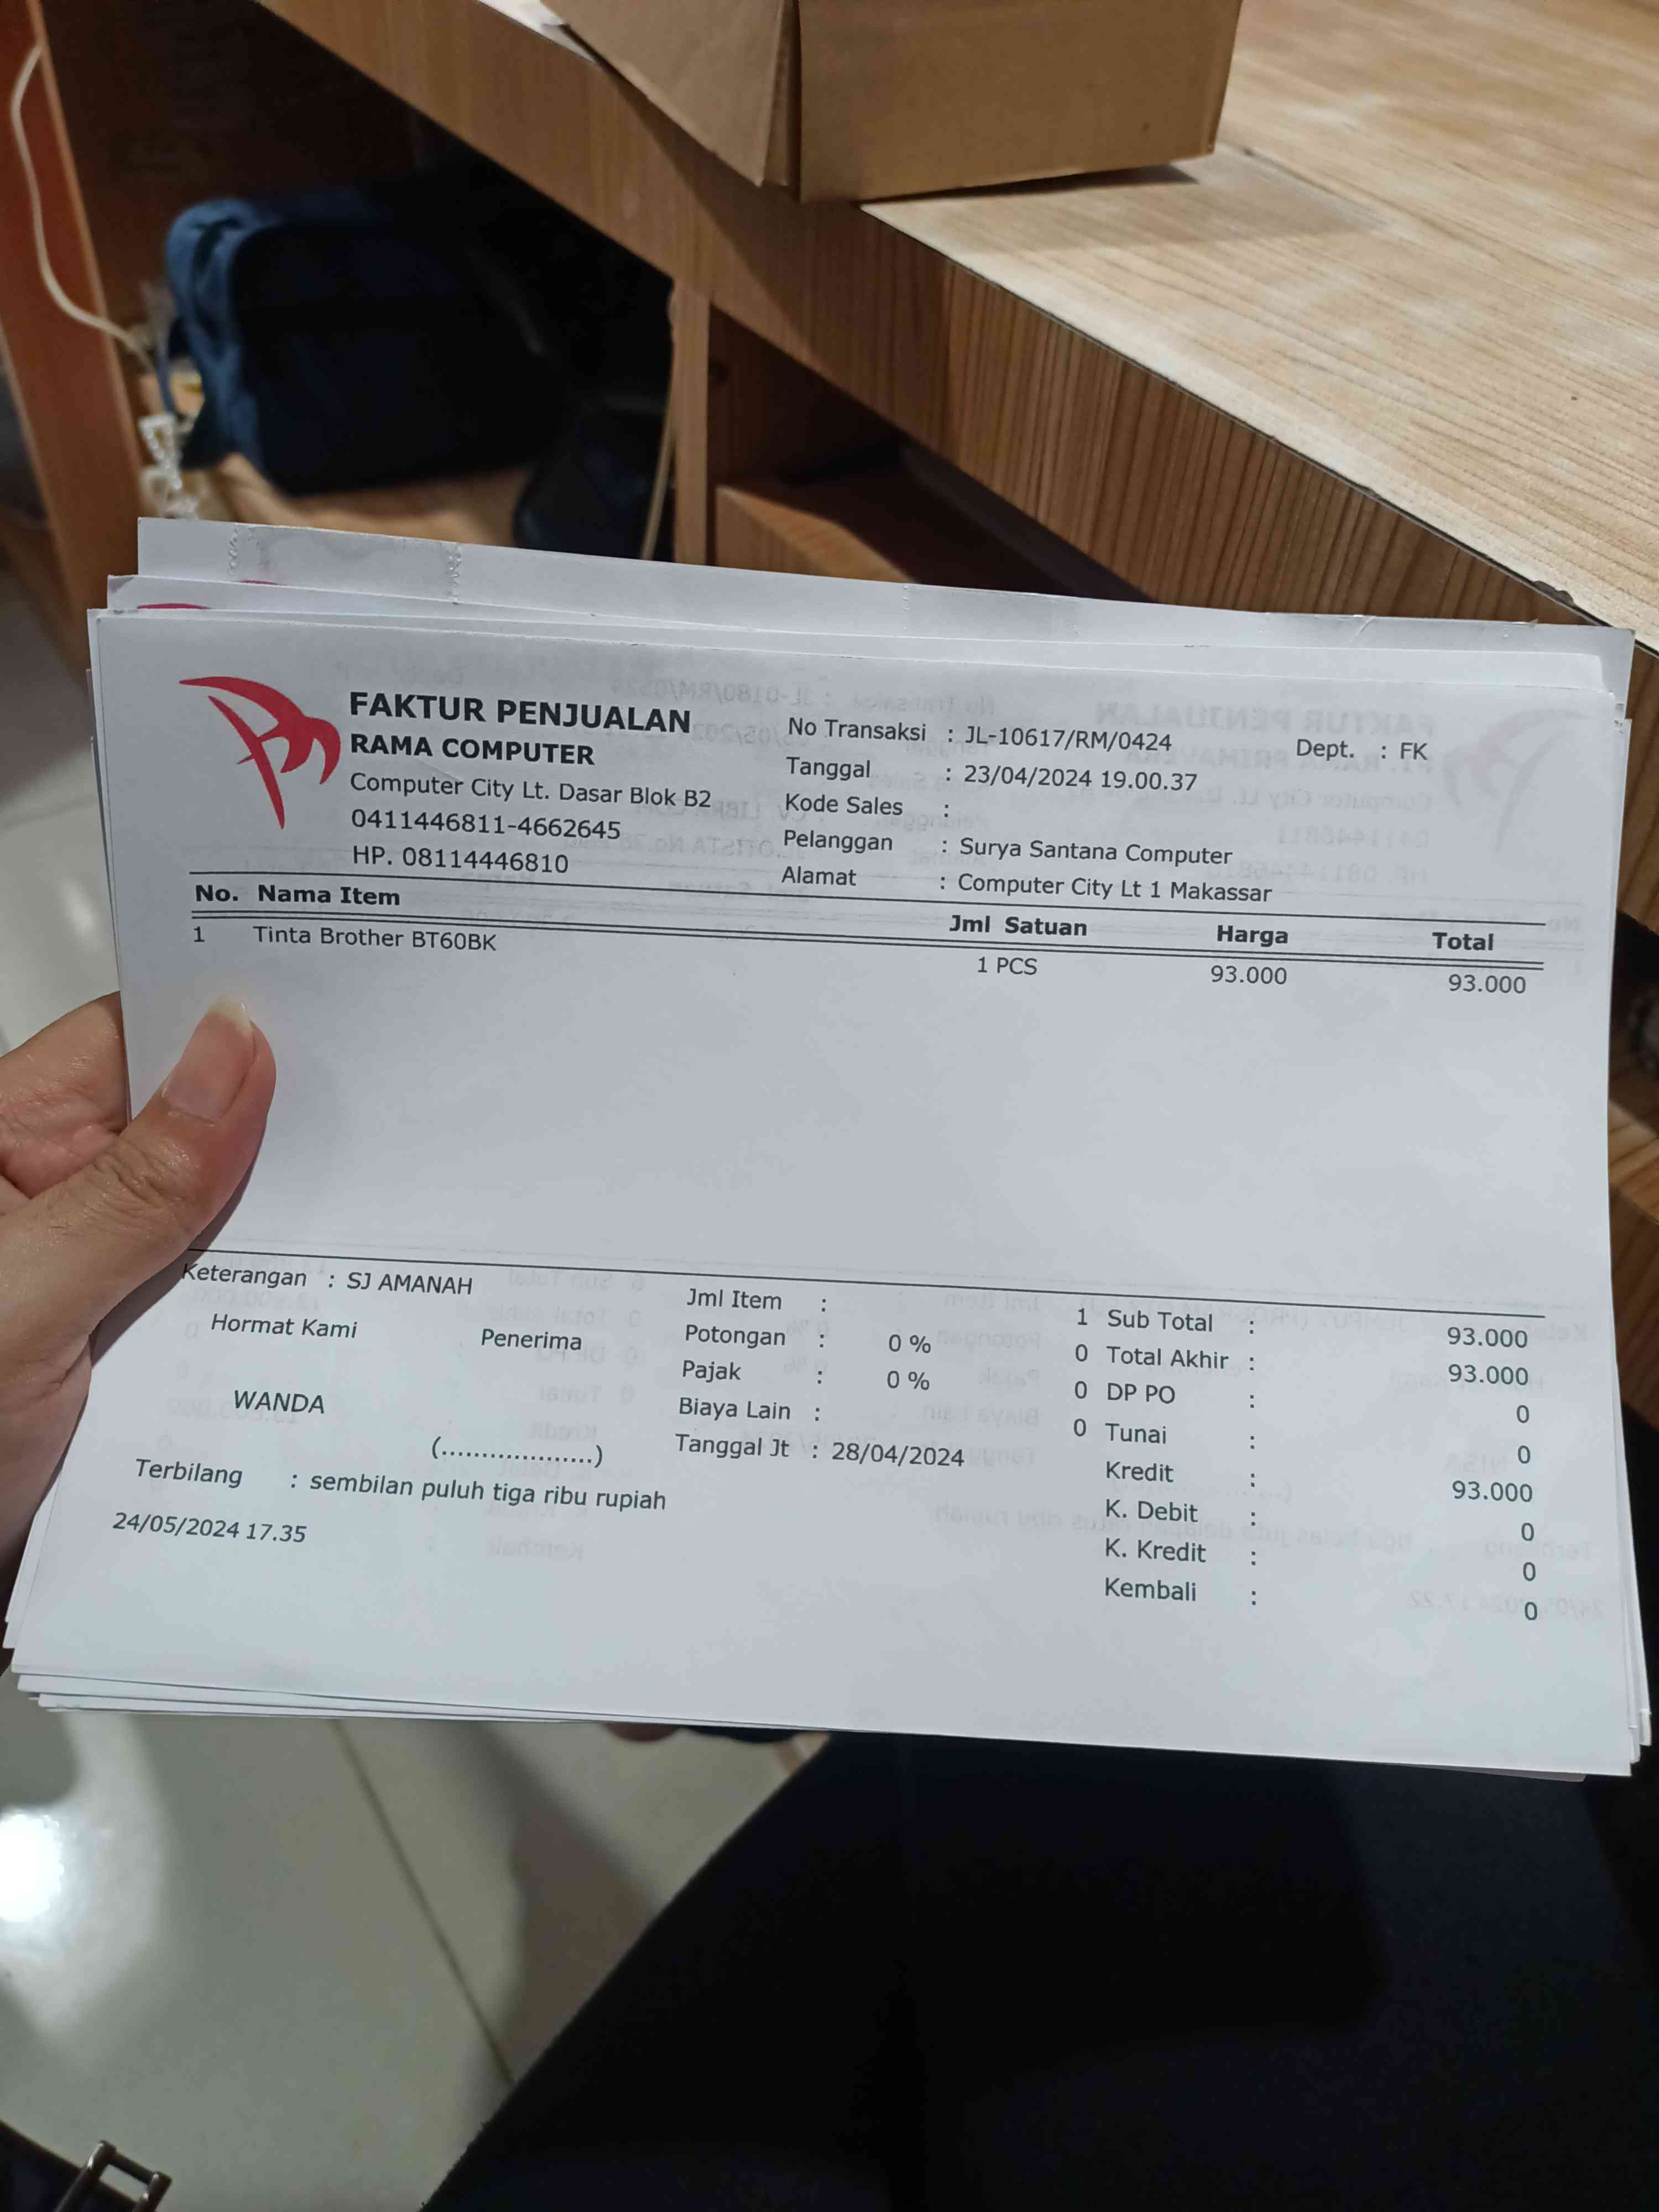 FAKTUR PENJUALAN
RAMA COMPUTER
Computer City Lt. Dasar Blok B2
0411446811-4662645
HP. 08114446810
No Transaksi : JL-10617/RM/0424 Dept. : FK
Tanggal : 23/04/2024 19.00.37
Kode Sales :
Pelanggan : Surya Santana Computer
Alamat : Computer City Lt 1 Makassar
No. Nama Item Jml Satuan Harga Total
1 Tinta Brother BT60BK 1 PCS 93.000 93.000
Keterangan : SJ AMANAH
Hormat Kami Penerima
WANDA
(..................)
Jml Item : 1
Potongan : 0 % 0
Pajak : 0 % 0
Biaya Lain : 0
Tanggal Jt : 28/04/2024
Sub Total : 93.000
Total Akhir : 93.000
DP PO : 0
Tunai : 0
Kredit : 93.000
K. Debit : 0
K. Kredit : 0
Kembali : 0
Terbilang : sembilan puluh tiga ribu rupiah
24/05/2024 17.35